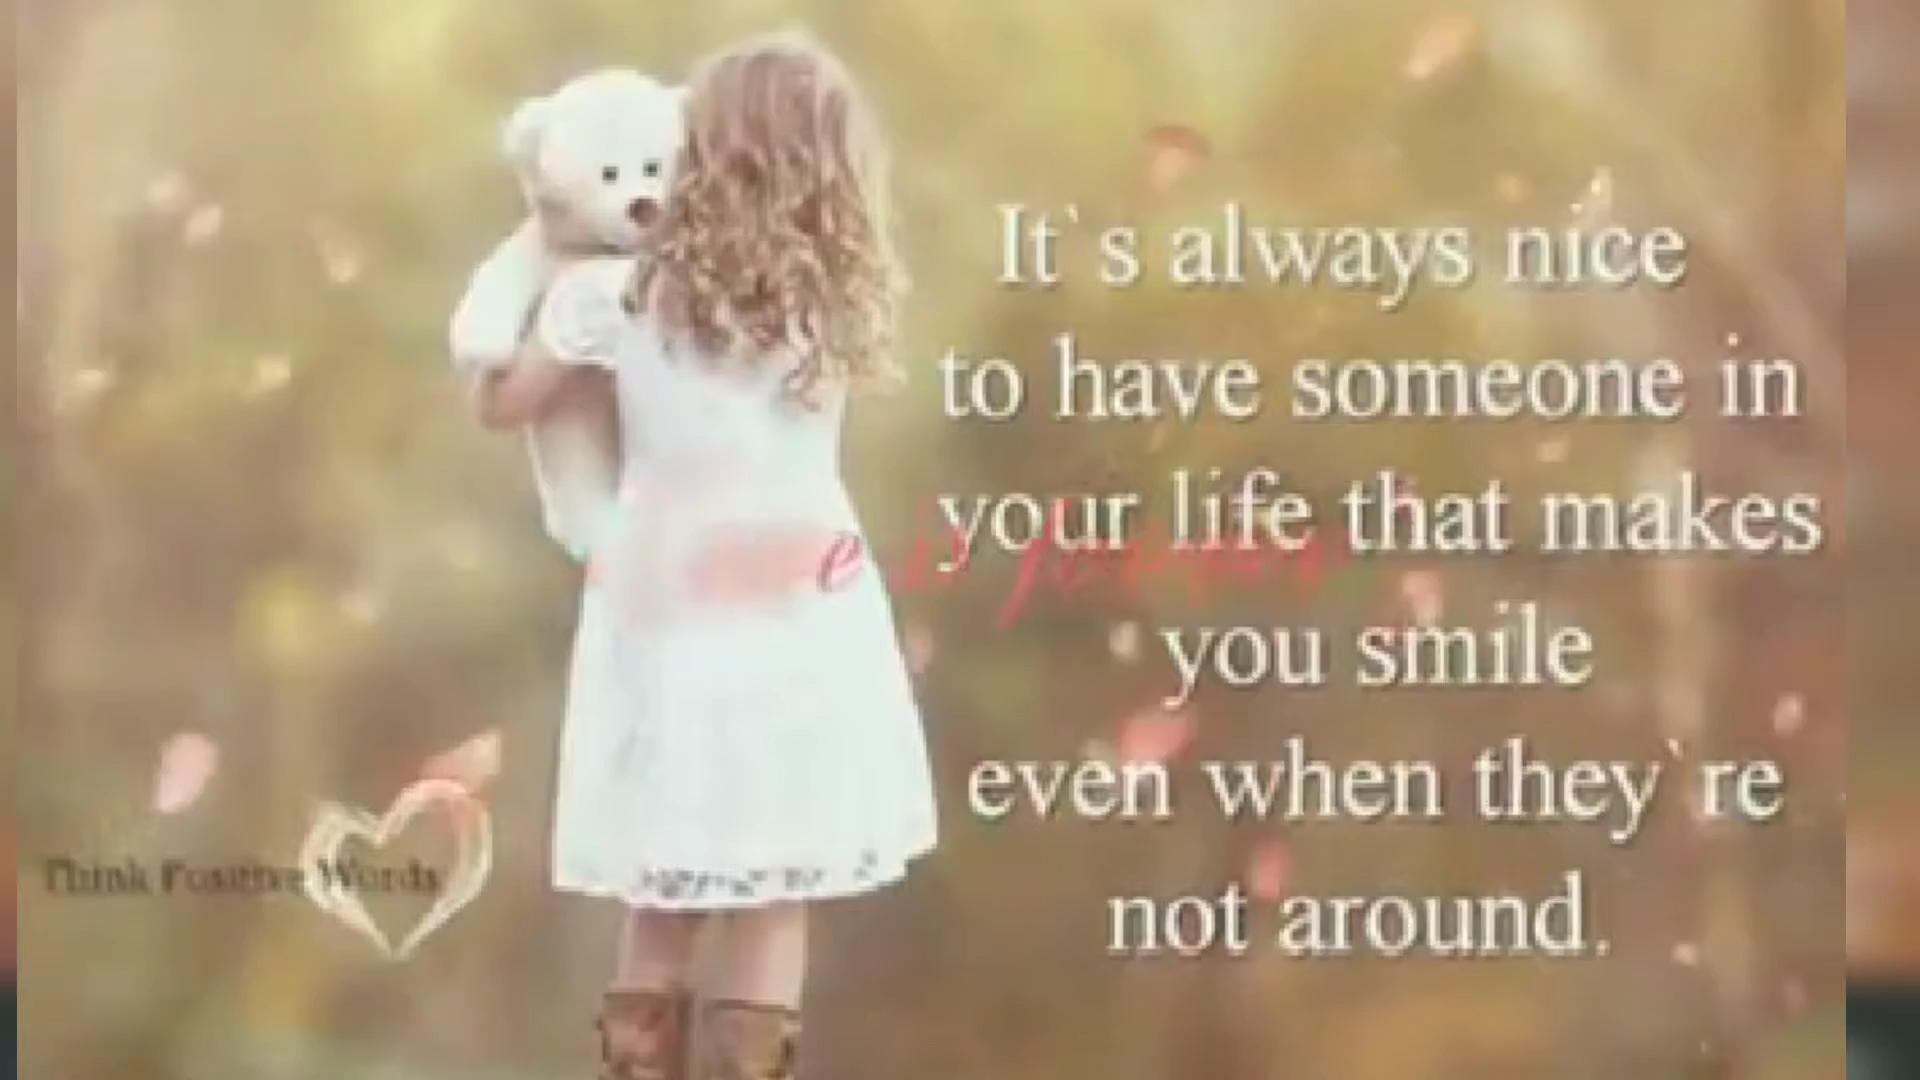 It`s always nice
to have someone in
your life that makes
you smile
even when they`re
not around.
Think Positive Words